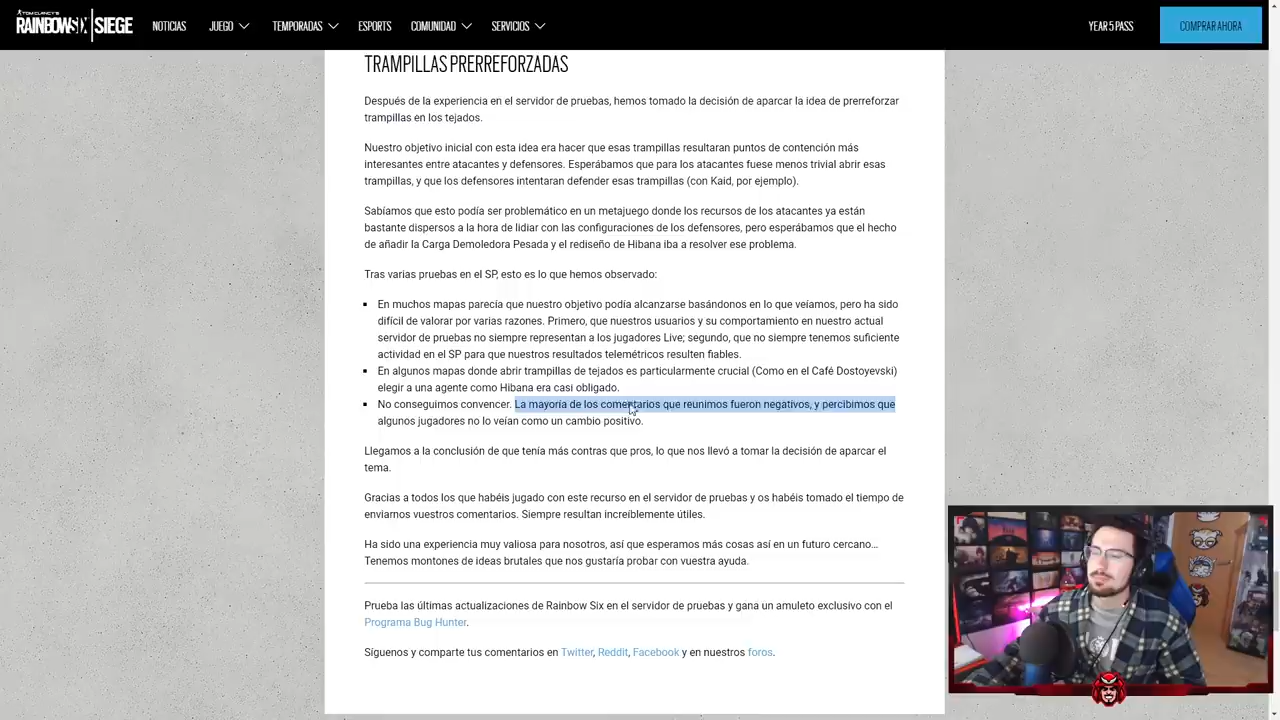 TOM CLANCY'S
RAINBOWSIX SIEGE
NOTICIAS
JUEGO
TEMPORADAS
ESPORTS
COMUNIDAD
SERVICIOS
YEAR 5 PASS
COMPRAR AHORA
TRAMPILLAS PRERREFORZADAS
Después de la experiencia en el servidor de pruebas, hemos tomado la decisión de aparcar la idea de prerreforzar
trampillas en los tejados.
Nuestro objetivo inicial con esta idea era hacer que esas trampillas resultaran puntos de contención más
interesantes entre atacantes y defensores. Esperábamos que para los atacantes fuese menos trivial abrir esas
trampillas, y que los defensores intentaran defender esas trampillas (con Kaid, por ejemplo).
Sabíamos que esto podía ser problemático en un metajuego donde los recursos de los atacantes ya están
bastante dispersos a la hora de lidiar con las configuraciones de los defensores, pero esperábamos que el hecho
de añadir la Carga Demoledora Pesada y el rediseño de Hibana iba a resolver ese problema.
Tras varias pruebas en el SP, esto es lo que hemos observado:
En muchos mapas parecía que nuestro objetivo podía alcanzarse basándonos en lo que veíamos, pero ha sido
difícil de valorar por varias razones. Primero, que nuestros usuarios y su comportamiento en nuestro actual
servidor de pruebas no siempre representan a los jugadores Live; segundo, que no siempre tenemos suficiente
actividad en el SP para que nuestros resultados telemétricos resulten fiables.
En algunos mapas donde abrir trampillas de tejados es particularmente crucial (Como en el Café Dostoyevski)
elegir a una agente como Hibana era casi obligado.
No conseguimos convencer. La mayoría de los comentarios que reunimos fueron negativos, y percibimos que
algunos jugadores no lo veían como un cambio positivo.
Llegamos a la conclusión de que tenía más contras que pros, lo que nos llevó a tomar la decisión de aparcar el
tema.
Gracias a todos los que habéis jugado con este recurso en el servidor de pruebas y os habéis tomado el tiempo de
enviarnos vuestros comentarios. Siempre resultan increíblemente útiles.
Ha sido una experiencia muy valiosa para nosotros, así que esperamos más cosas así en un futuro cercano…
Tenemos montones de ideas brutales que nos gustaría probar con vuestra ayuda.
Prueba las últimas actualizaciones de Rainbow Six en el servidor de pruebas y gana un amuleto exclusivo con el
Programa Bug Hunter.
Síguenos y comparte tus comentarios en Twitter, Reddit, Facebook y en nuestros foros.